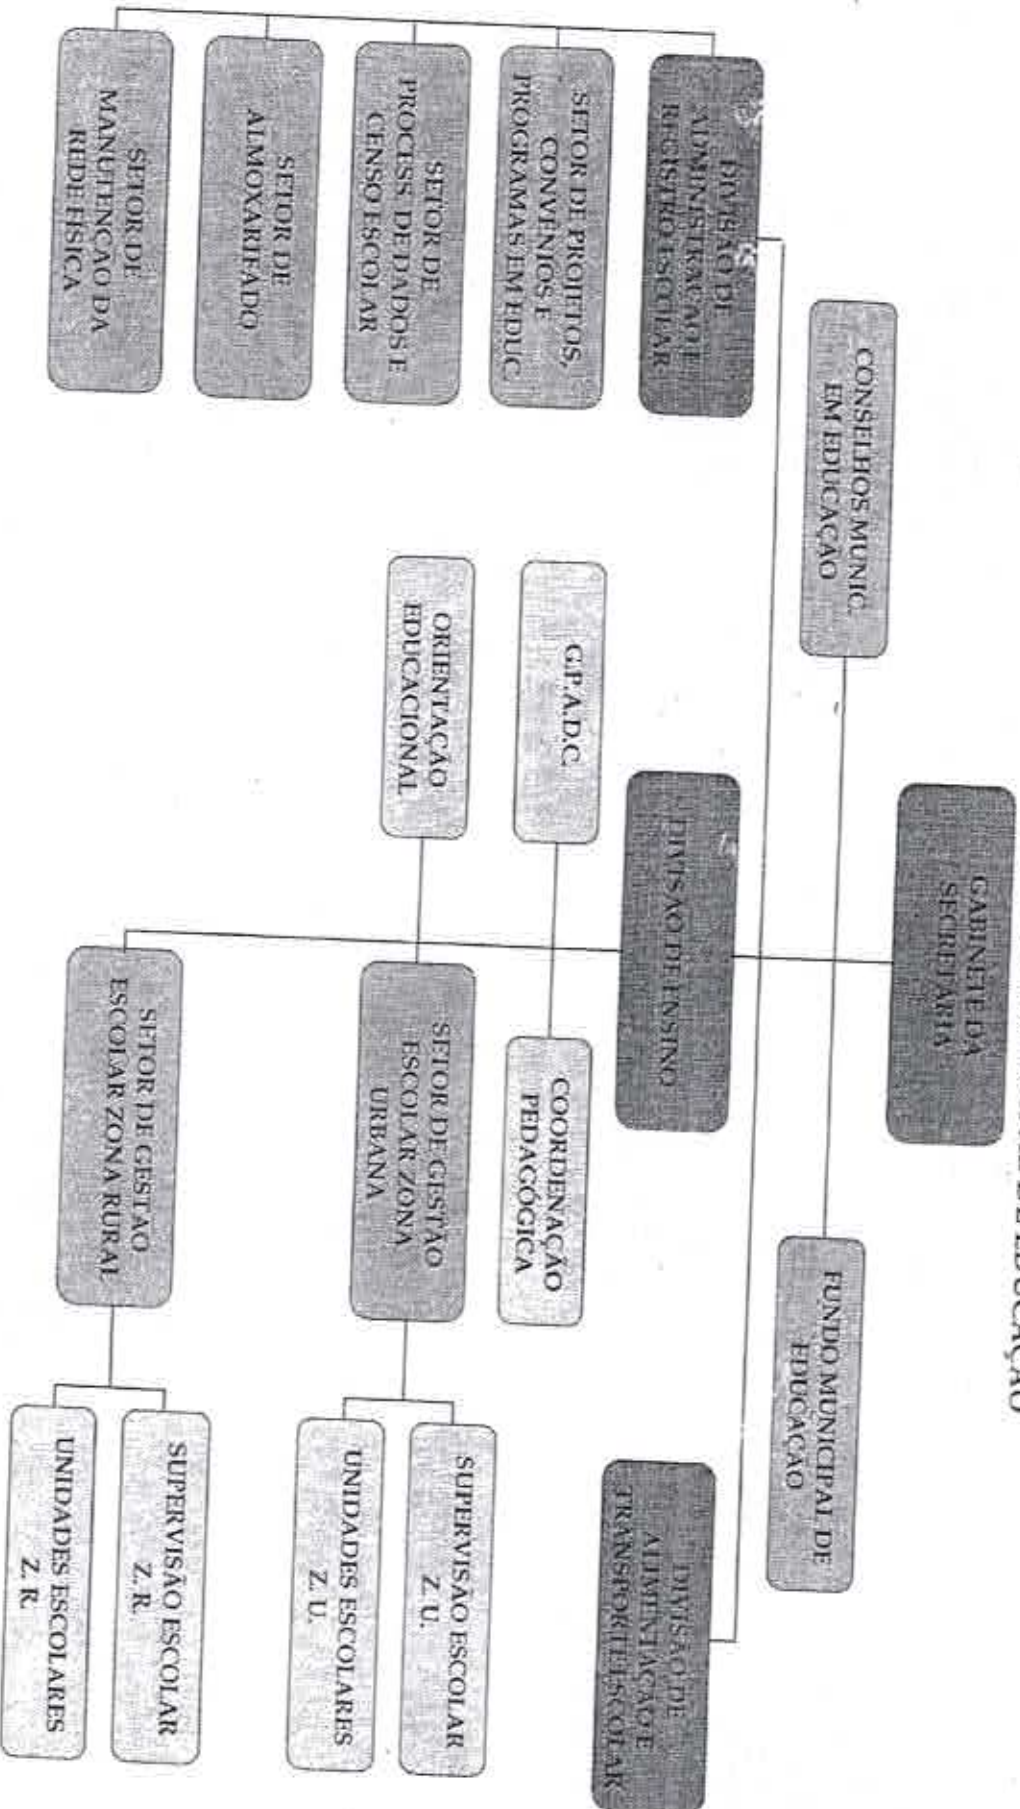 GABINETE DA
SECRETÁRIA
CONSELHOS MUNIC.
EM EDUCAÇÃO
FUNDO MUNICIPAL DE
EDUCAÇÃO
DIVISÃO DE
ADMINISTRAÇÃO E
REGISTRO ESCOLAR
DIVISÃO DE ENSINO
DIVISÃO DE
ALIMENTAÇÃO E
TRANSPORTE ESCOLAR
SETOR DE PROJETOS,
CONVÊNIOS E
PROGRAMAS EM EDUC.
SETOR DE
PROCESS. DE DADOS E
CENSO ESCOLAR
SETOR DE
ALMOXARIFADO
SETOR DE
MANUTENÇÃO DA
REDE FÍSICA
G.P.A.D.C.
COORDENAÇÃO
PEDAGÓGICA
ORIENTAÇÃO
EDUCACIONAL
SETOR DE GESTÃO
ESCOLAR ZONA
URBANA
SUPERVISÃO ESCOLAR
Z. U.
UNIDADES ESCOLARES
Z. U.
SETOR DE GESTÃO
ESCOLAR ZONA RURAL
SUPERVISÃO ESCOLAR
Z. R.
UNIDADES ESCOLARES
Z. R.